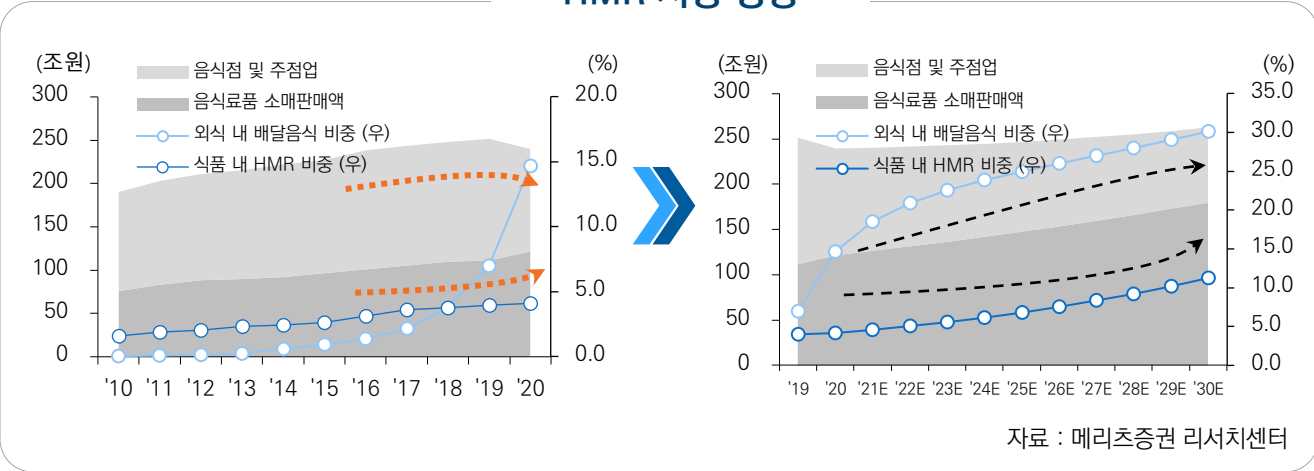 HMR 시장 동향
(조원)
음식점 및 주점업
음식료품 소매판매액
외식 내 배달음식 비중 (우)
식품 내 HMR 비중 (우)
(%)
300
250
200
150
100
50
0
20.0
15.0
10.0
5.0
0.0
'10 '11 '12 '13 '14 '15 '16 '17 '18 '19 '20
(조원)
음식점 및 주점업
음식료품 소매판매액
외식 내 배달음식 비중 (우)
식품 내 HMR 비중 (우)
(%)
300
250
200
150
100
50
0
35.0
30.0
25.0
20.0
15.0
10.0
5.0
0.0
'19 '20 '21E '22E '23E '24E '25E '26E '27E '28E '29E '30E
자료 : 메리츠증권 리서치센터